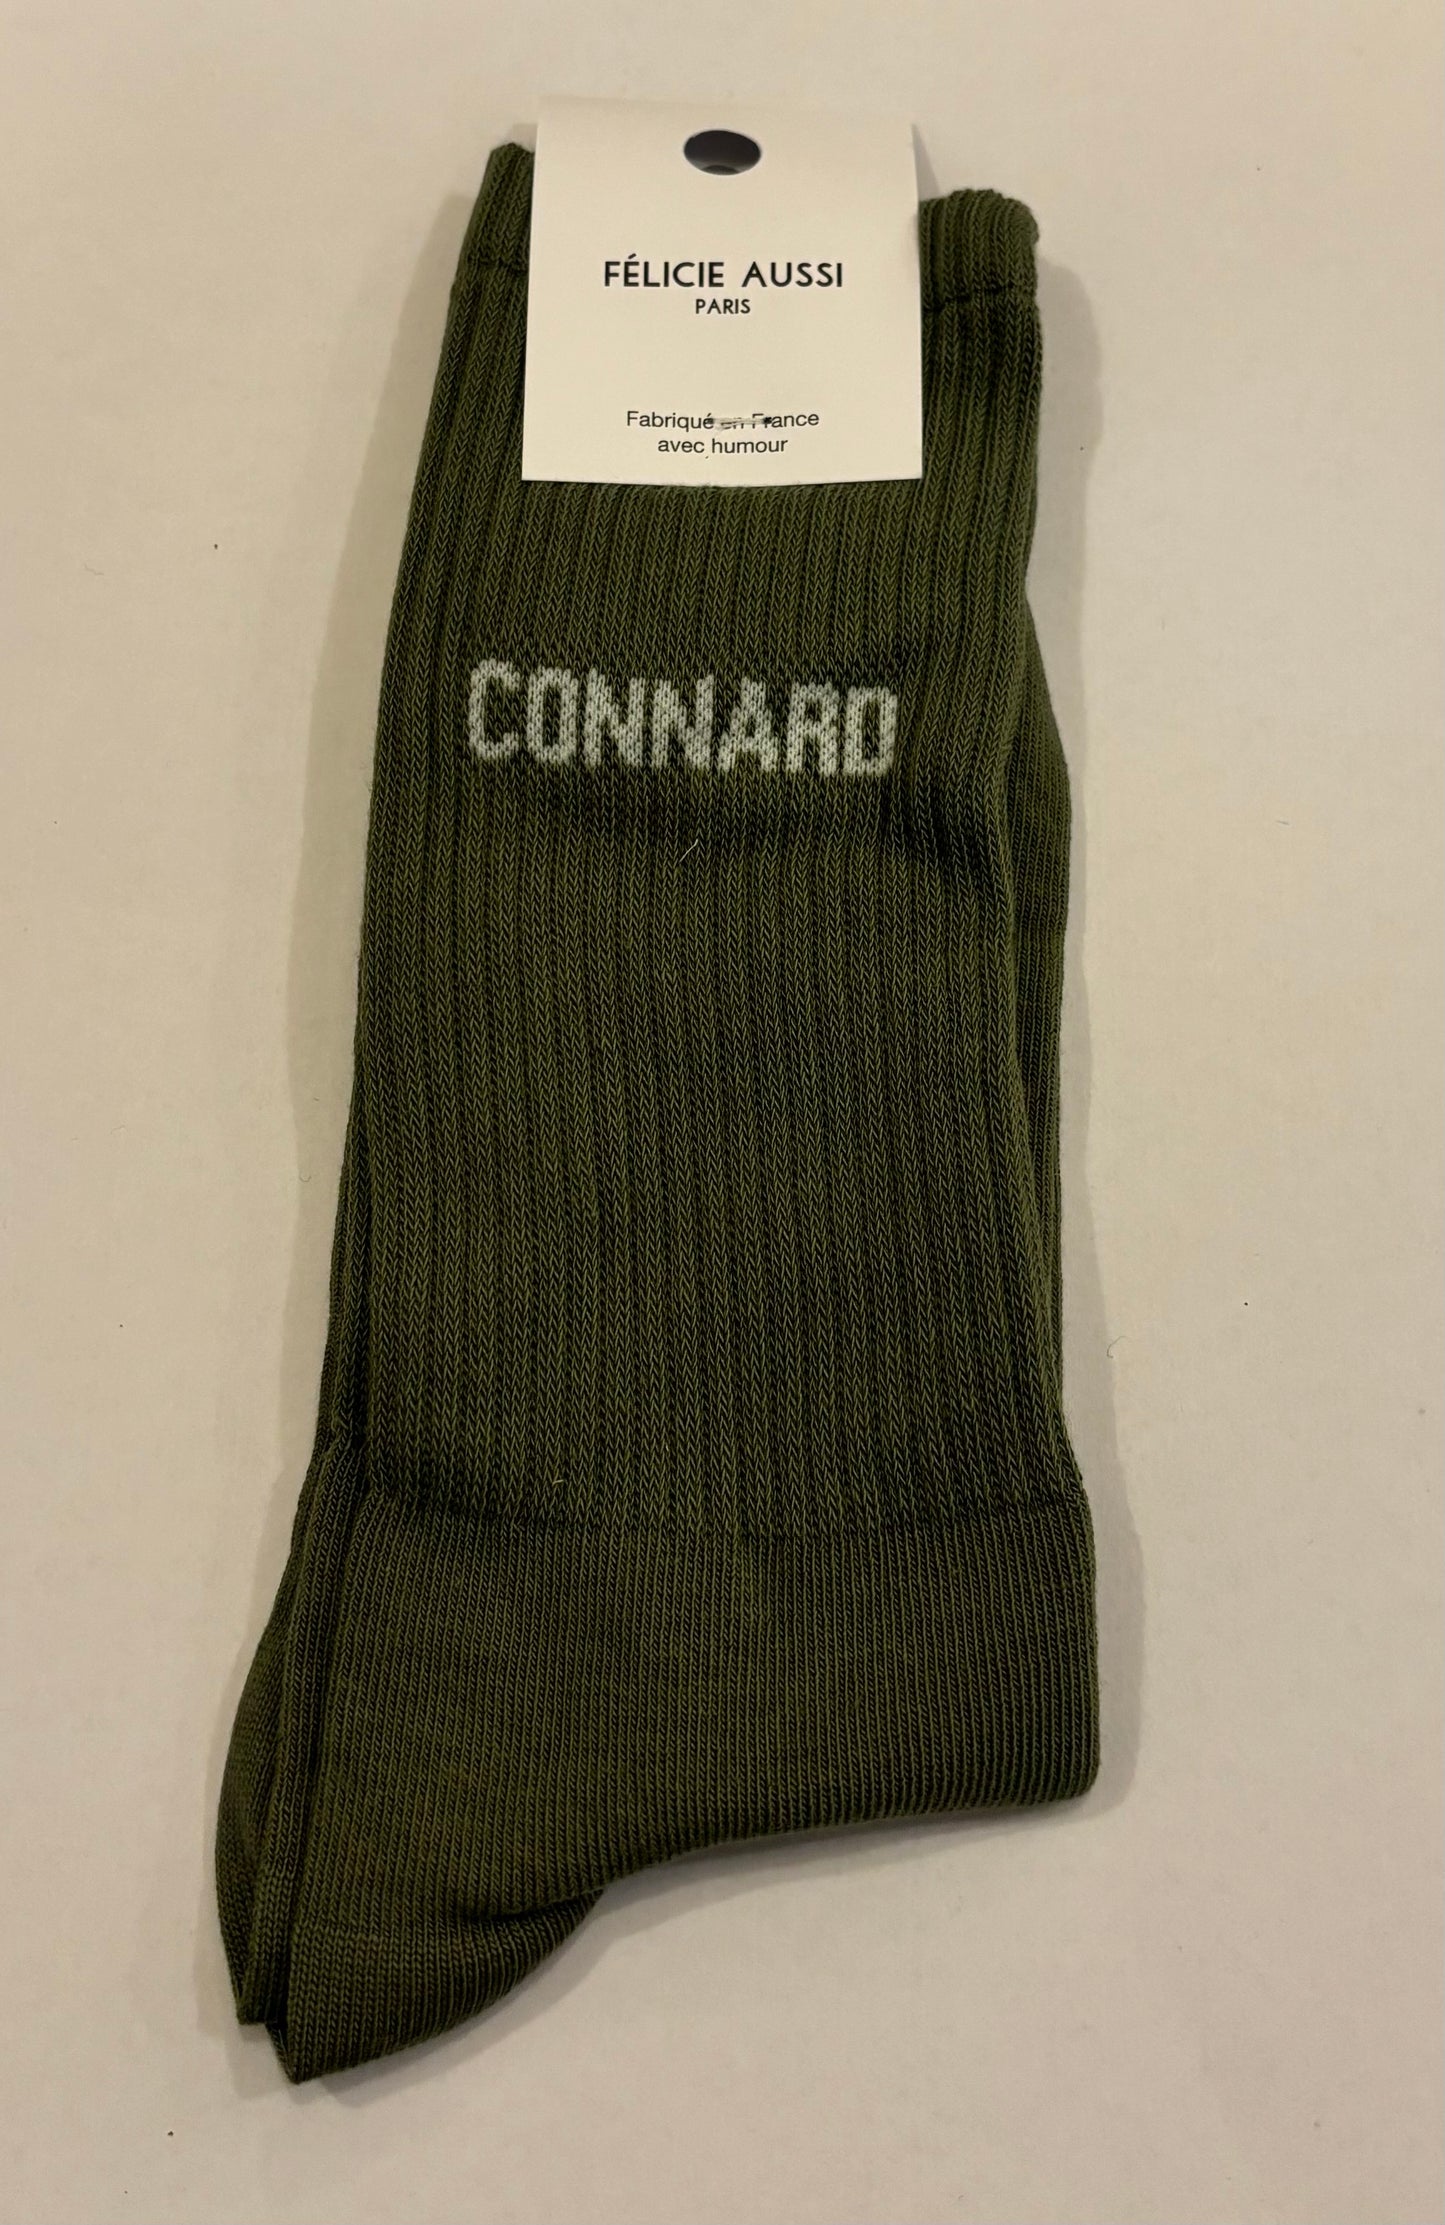 FÉLICIE AUSSI
PARIS
Fabriqué en France
avec humour
CONNARD